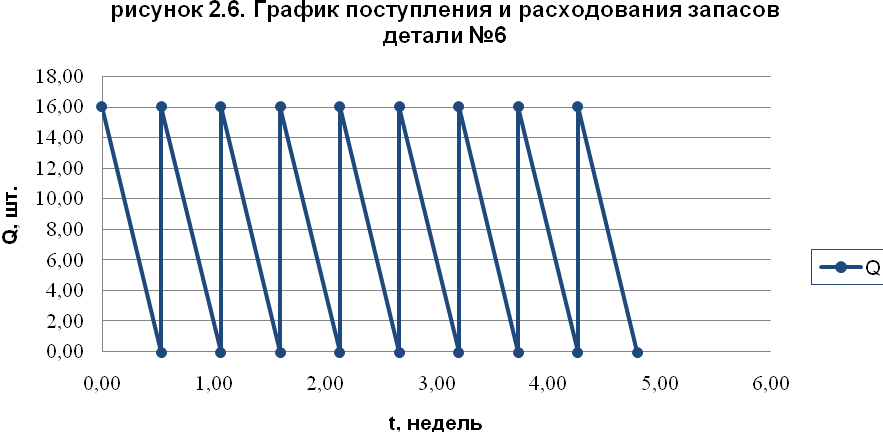 рисунок 2.6. График поступления и расходования запасов
детали №6
18,00
16,00
14,00
12,00
10,00
8,00
6,00
4,00
2,00
0,00
Q, шт.
0,00 1,00 2,00 3,00 4,00 5,00 6,00
t, недель
Q